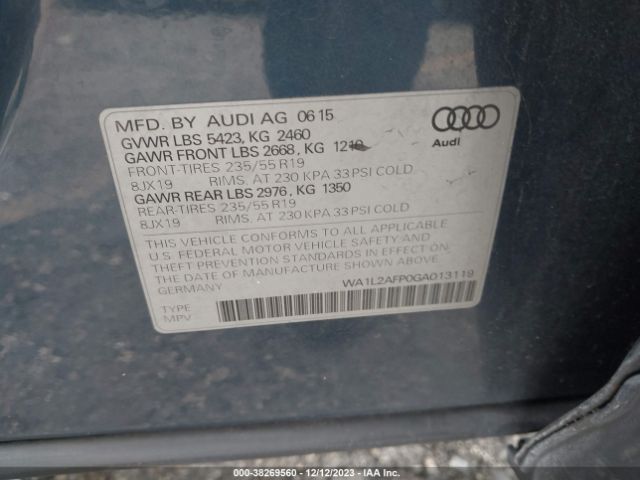 MFD. BY AUDI AG 06 15
GVWR LBS 5423, KG 2460
GAWR FRONT LBS 2668, KG 1210
FRONT-TIRES 235/55 R19
8JX19 RIMS. AT 230 KPA 33 PSI COLD
GAWR REAR LBS 2976, KG 1350
REAR-TIRES 235/55 R19
8JX19 RIMS. AT 230 KPA 33 PSI COLD
Audi
THIS VEHICLE CONFORMS TO ALL APPLICABLE
U.S FEDERAL MOTOR VEHICLE SAFETY AND
THEFT PREVENTION STANDARDS IN EFFECT ON
THE DATE OF MANUFACTURE SHOWN ABOVE
GERMANY WA1L2AFP0GA013119
TYPE
MPV
000-38269560 - 12/12/2023 - IAA Inc.